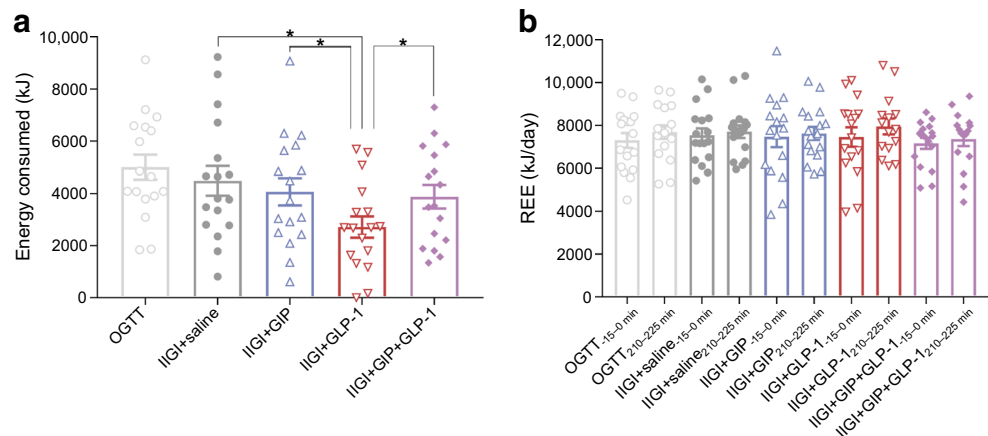 a
Energy consumed (kJ)
10,000
8000
6000
4000
2000
0
*
*
*
OGTT
IIGI+saline
IIGI+GIP
IIGI+GLP-1
IIGI+GIP+GLP-1
b
REE (kJ/day)
12,000
10,000
8000
6000
4000
2000
0
OGTT-15–0 min
OGTT210–225 min
IIGI+saline-15–0 min
IIGI+saline210–225 min
IIGI+GIP-15–0 min
IIGI+GIP210–225 min
IIGI+GLP-1-15–0 min
IIGI+GLP-1210–225 min
IIGI+GIP+GLP-1-15–0 min
IIGI+GIP+GLP-1210–225 min